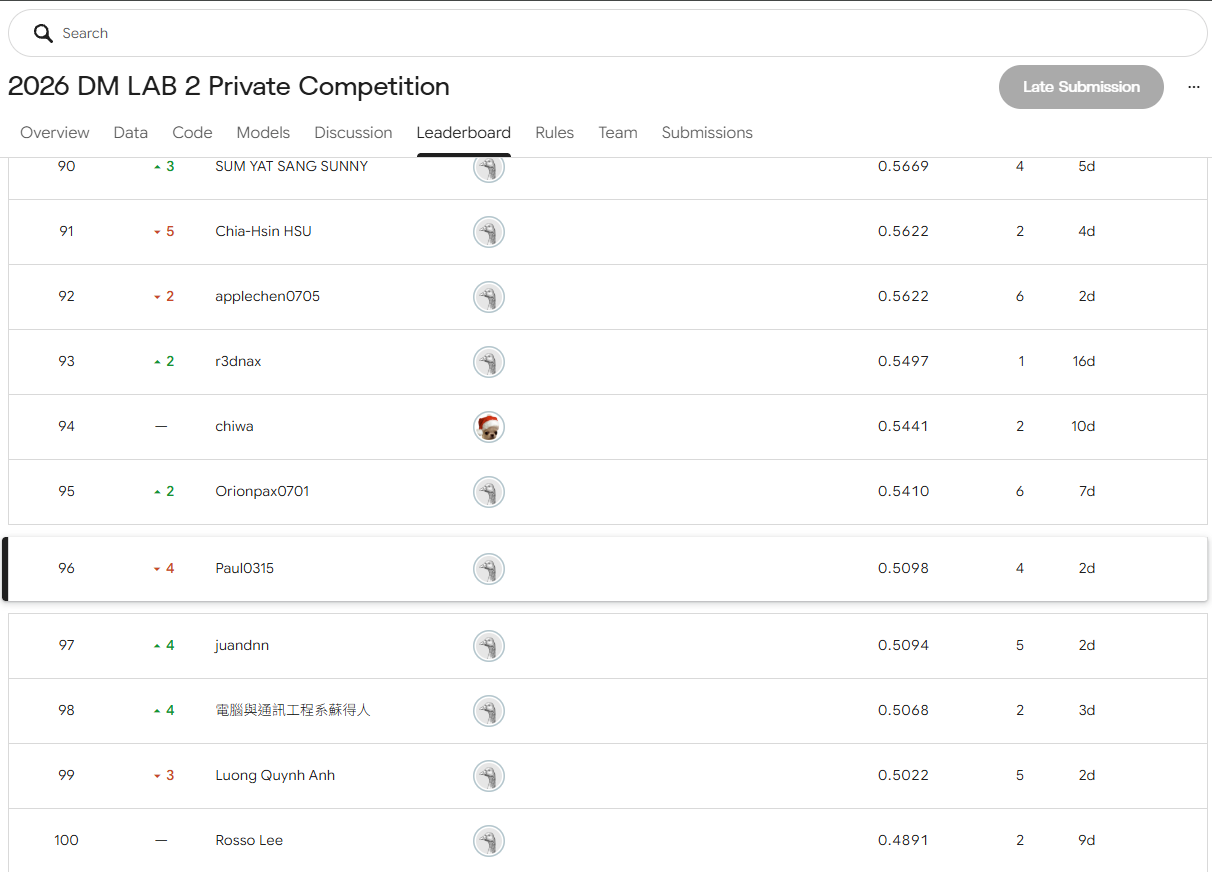 Search
2026 DM LAB 2 Private Competition
Late Submission
...
Overview Data Code Models Discussion Leaderboard Rules Team Submissions
90 3 SUM YAT SANG SUNNY 0.5669 4 5d
91 5 Chia-Hsin HSU 0.5622 2 4d
92 2 applechen0705 0.5622 6 2d
93 2 r3dnax 0.5497 1 16d
94 — chiwa 0.5441 2 10d
95 2 Orionpax0701 0.5410 6 7d
96 4 Paul0315 0.5098 4 2d
97 4 juandnn 0.5094 5 2d
98 4 電腦與通訊工程系蘇得人 0.5068 2 3d
99 3 Luong Quynh Anh 0.5022 5 2d
100 — Rosso Lee 0.4891 2 9d